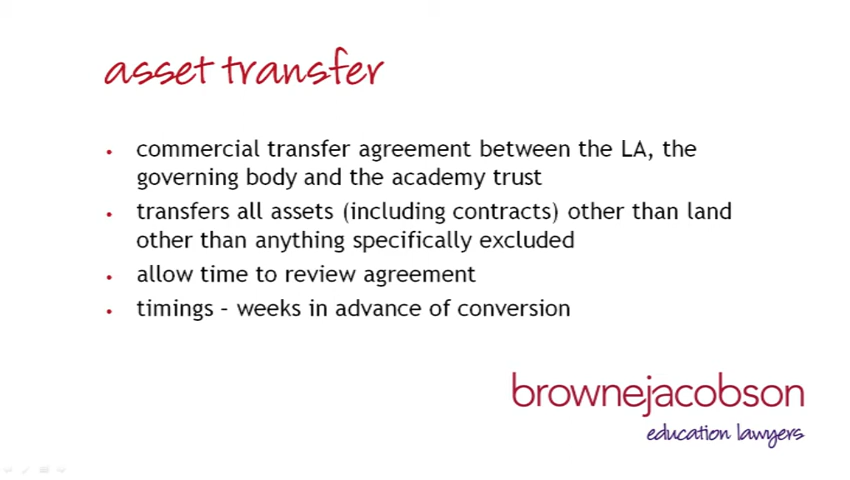 asset transfer
• commercial transfer agreement between the LA, the
governing body and the academy trust
• transfers all assets (including contracts) other than land
other than anything specifically excluded
• allow time to review agreement
• timings – weeks in advance of conversion
brownejacobson
education lawyers